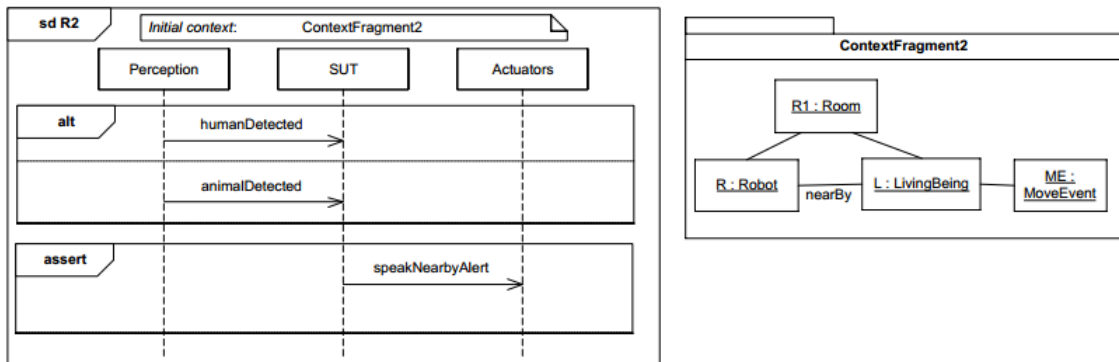 sd R2
Initial context: ContextFragment2
Perception
SUT
Actuators
alt
humanDetected
animalDetected
assert
speakNearbyAlert
ContextFragment2
R1 : Room
R : Robot
nearBy
L : LivingBeing
ME :
MoveEvent